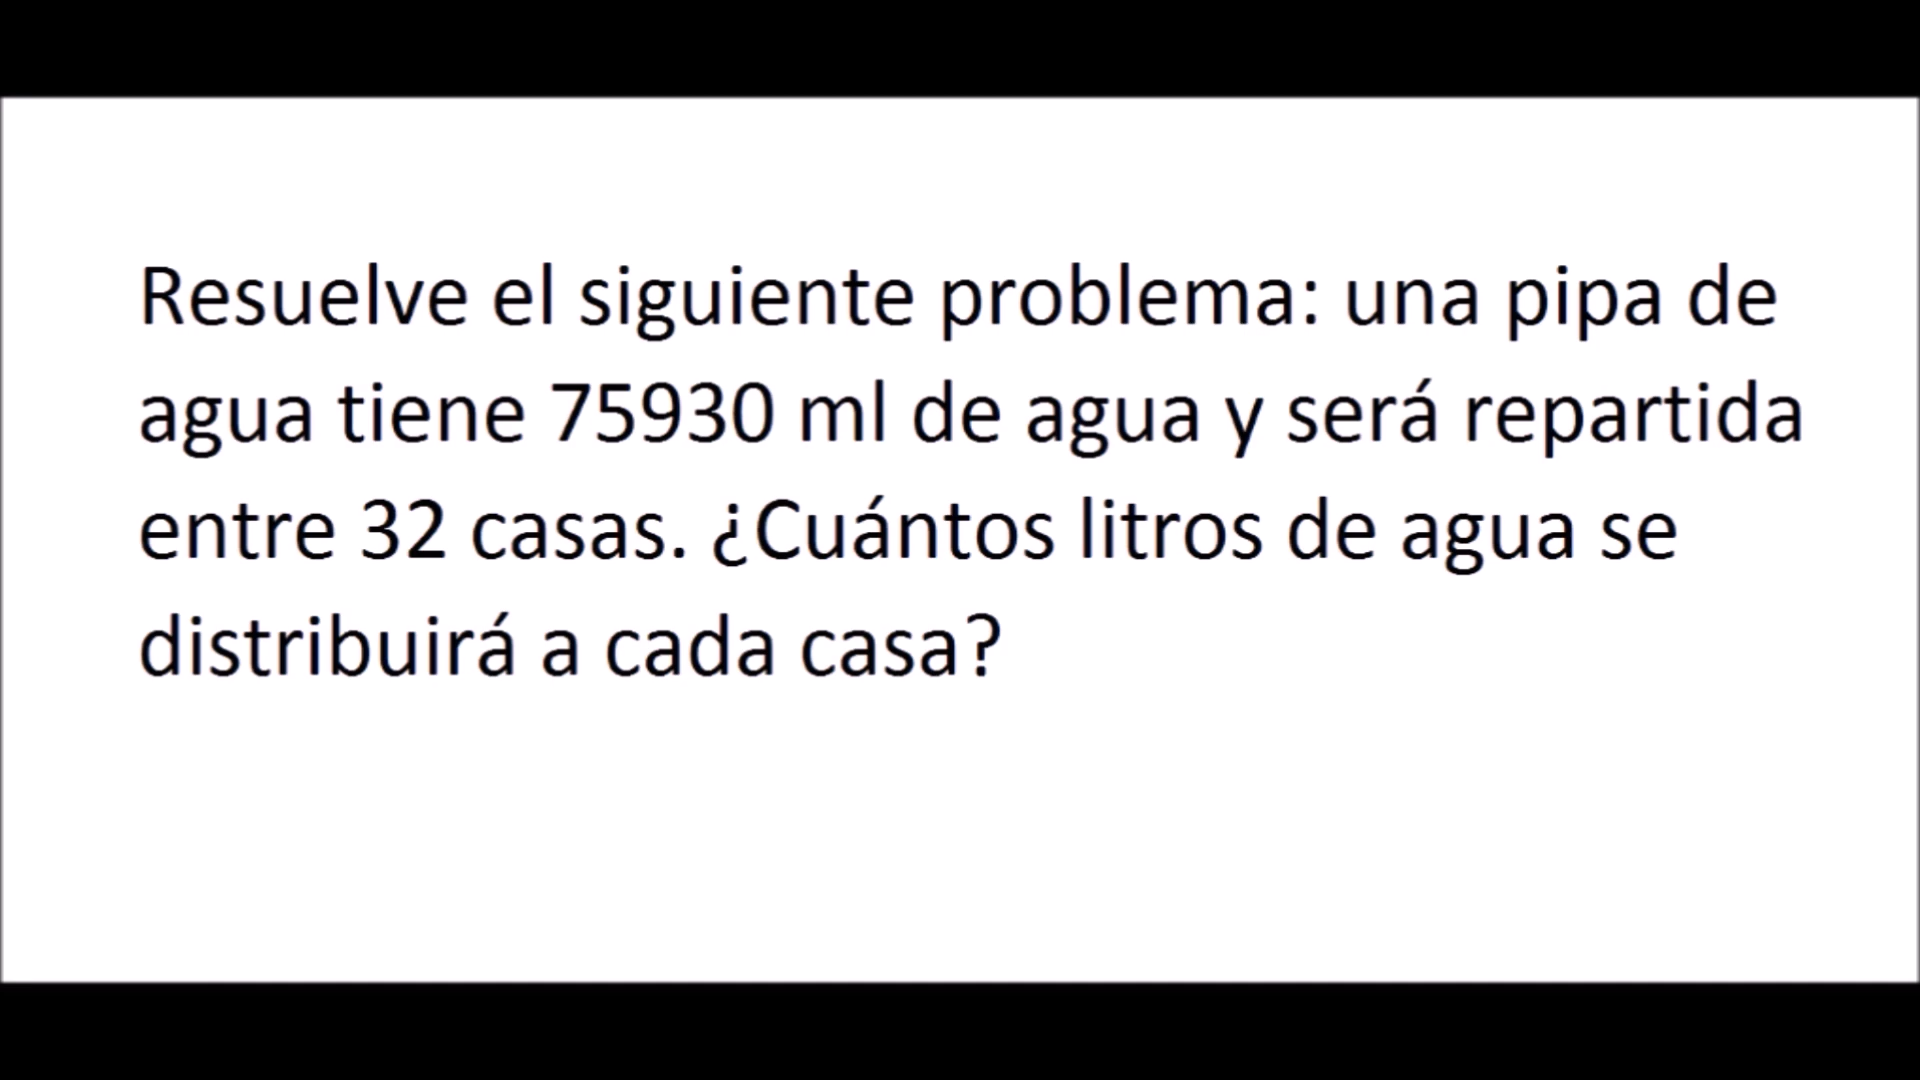 Resuelve el siguiente problema: una pipa de
agua tiene 75930 ml de agua y será repartida
entre 32 casas. ¿Cuántos litros de agua se
distribuirá a cada casa?